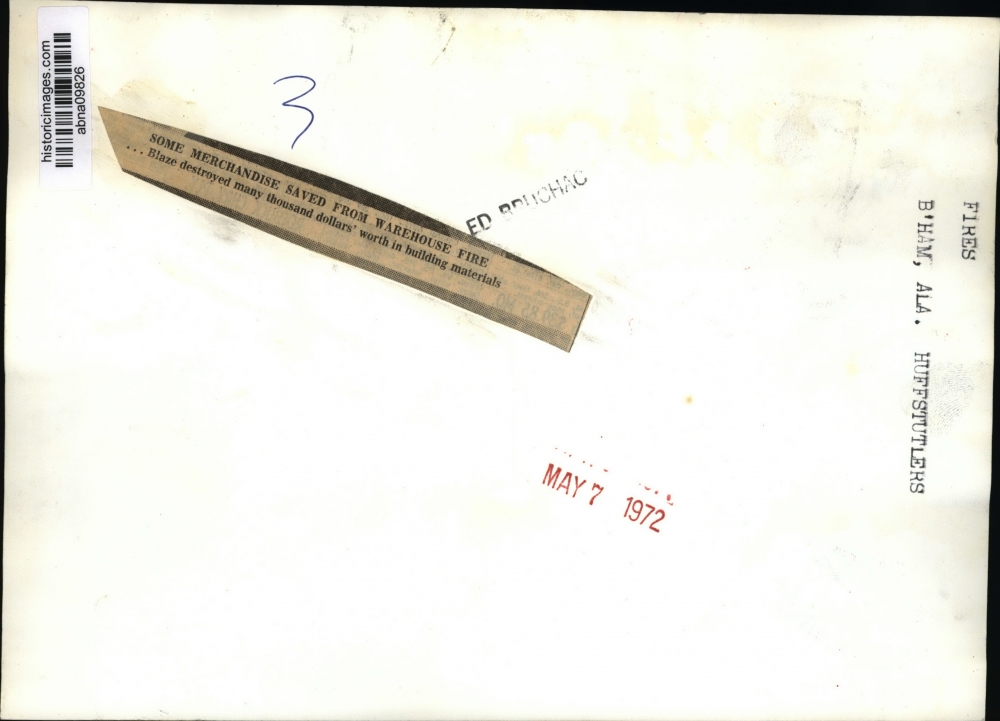 historicimages.com
abna09826
3
SOME MERCHANDISE SAVED FROM WAREHOUSE FIRE
... Blaze destroyed many thousand dollars' worth in building materials
ED BRUCHAC
FIRES
B'HAM, ALA. HUFFSTUTLERS
MAY 7 1972